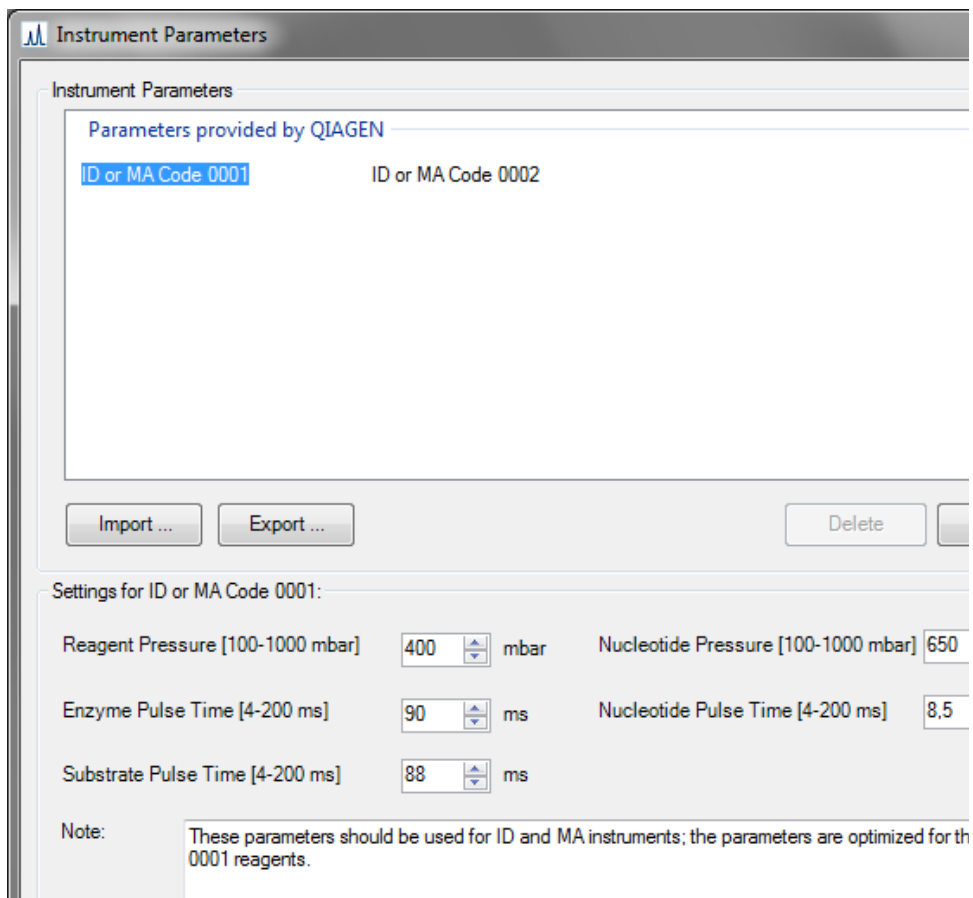 Instrument Parameters
Instrument Parameters
Parameters provided by QIAGEN
ID or MA Code 0001 ID or MA Code 0002
Import ... Export ... Delete
Settings for ID or MA Code 0001:
Reagent Pressure [100-1000 mbar] 400 mbar Nucleotide Pressure [100-1000 mbar] 650
Enzyme Pulse Time [4-200 ms] 90 ms Nucleotide Pulse Time [4-200 ms] 8,5
Substrate Pulse Time [4-200 ms] 88 ms
Note: These parameters should be used for ID and MA instruments; the parameters are optimized for th
0001 reagents.